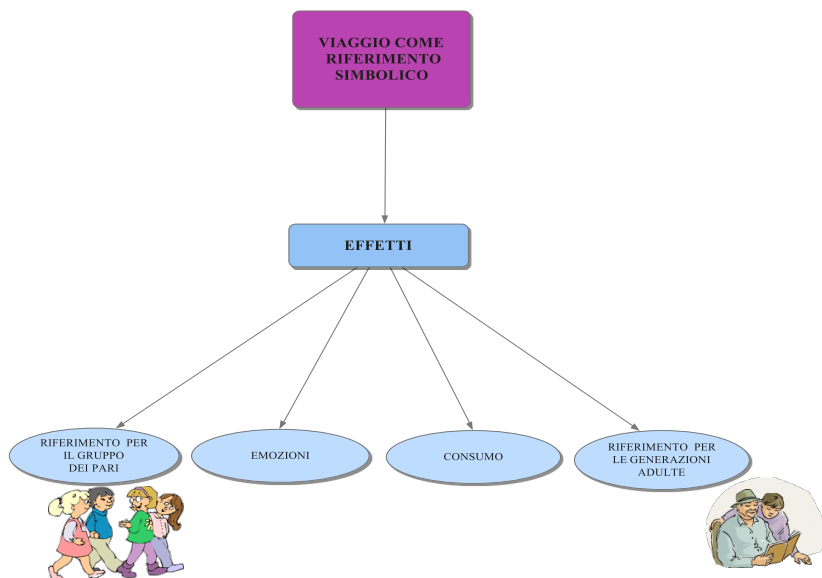 VIAGGIO COME
RIFERIMENTO
SIMBOLICO
EFFETTI
RIFERIMENTO PER
IL GRUPPO
DEI PARI
EMOZIONI
CONSUMO
RIFERIMENTO PER
LE GENERAZIONI
ADULTE